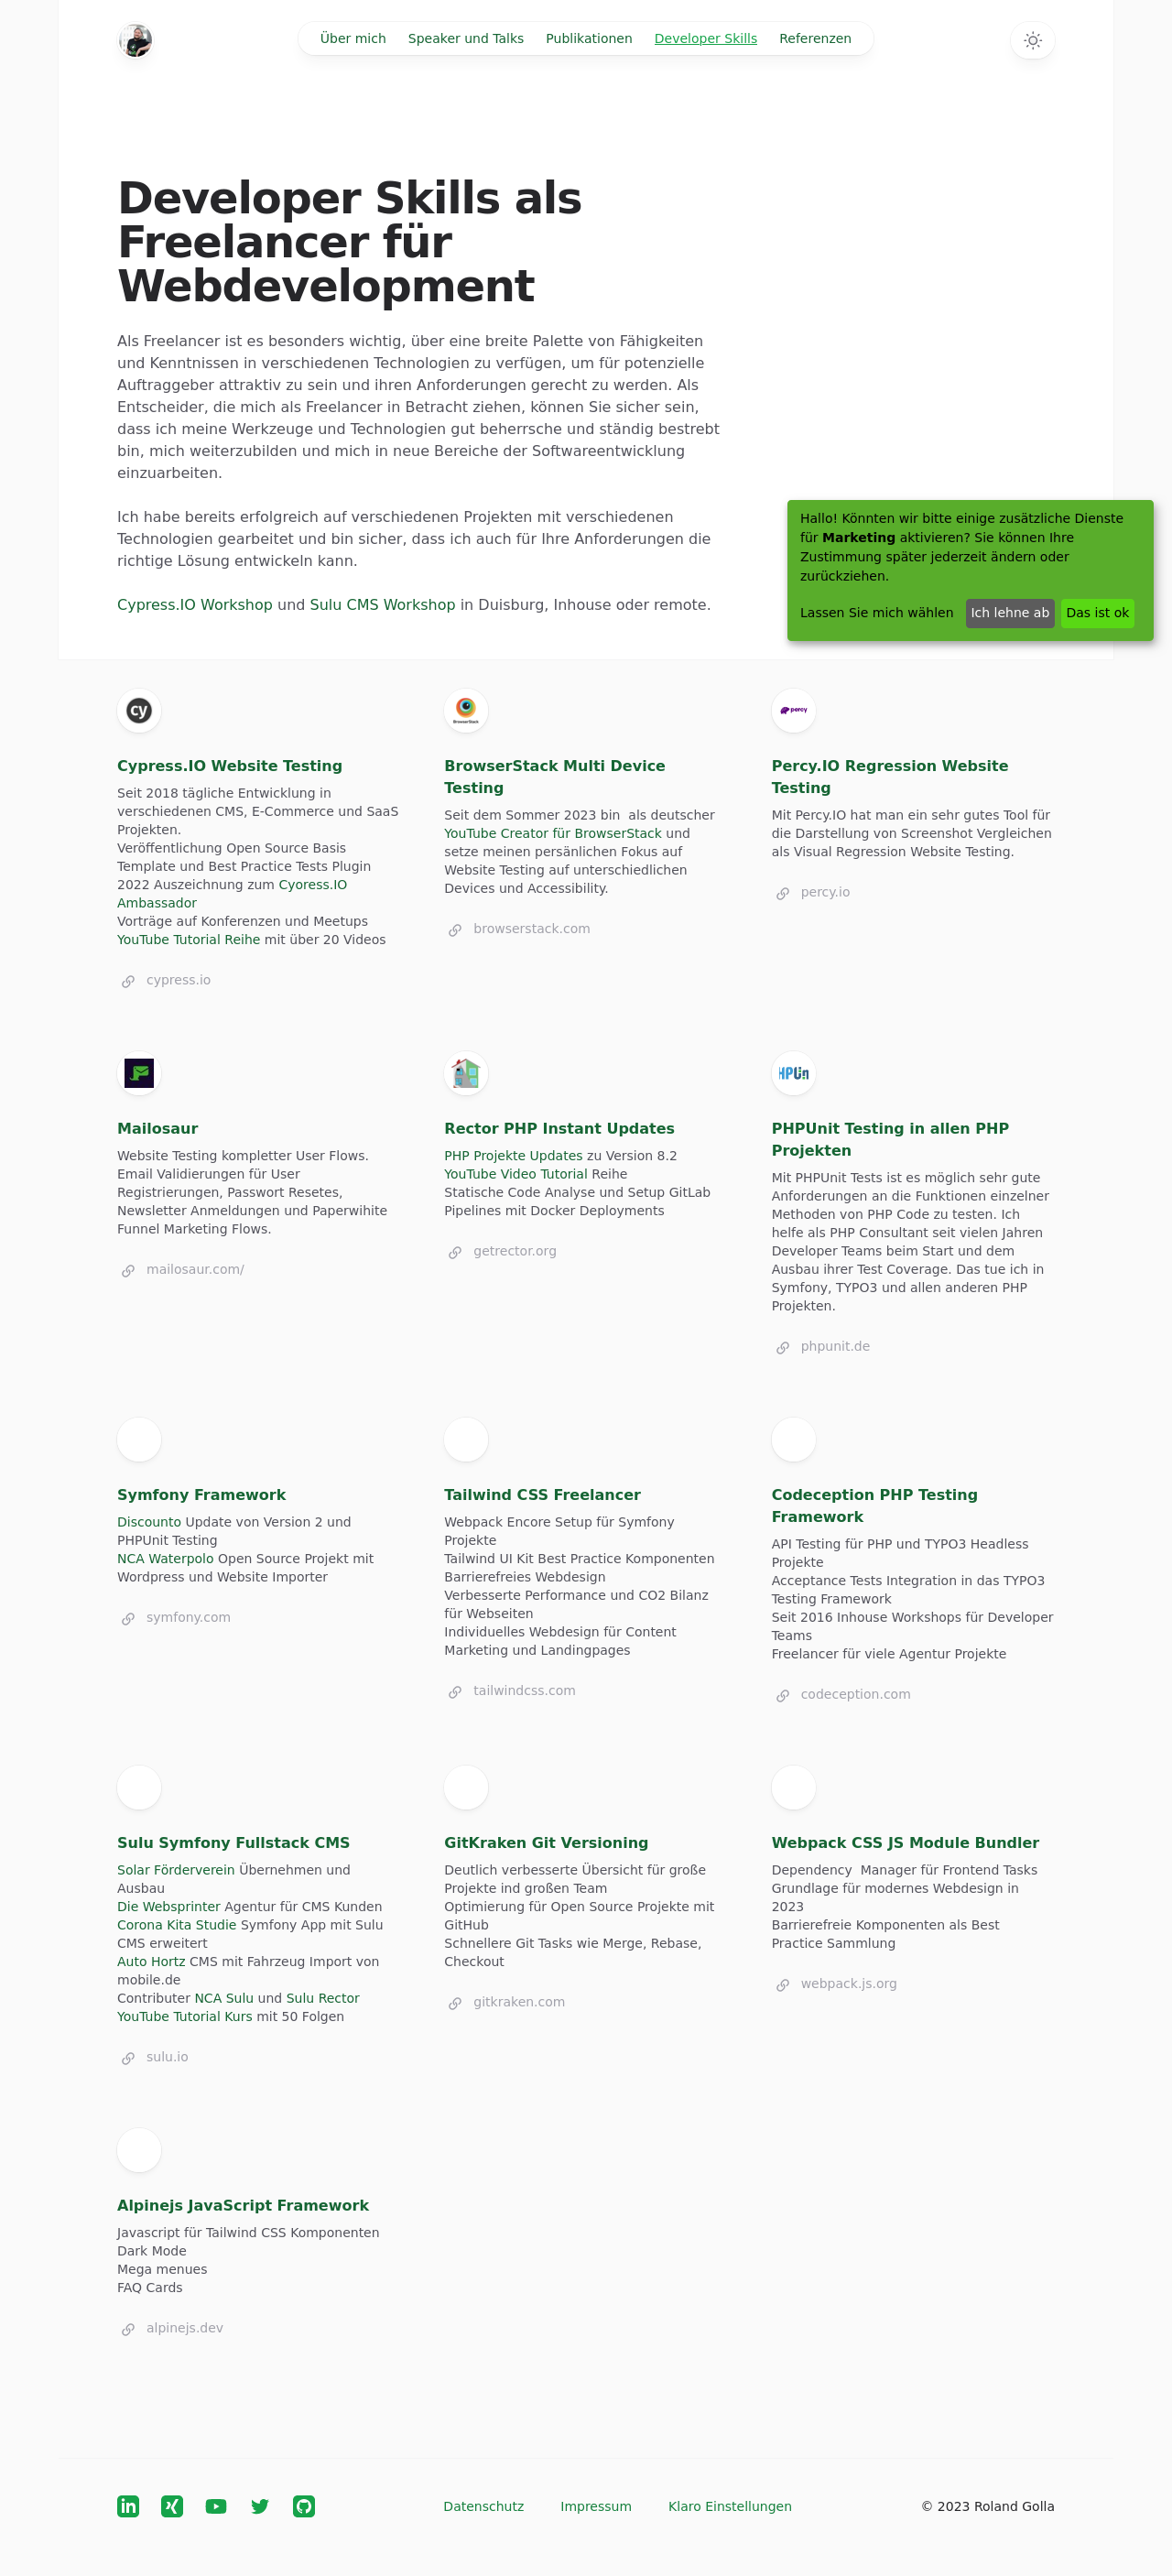 Über mich Speaker und Talks Publikationen Developer Skills Referenzen
Developer Skills als
Freelancer für
Webdevelopment
Als Freelancer ist es besonders wichtig, über eine breite Palette von Fähigkeiten
und Kenntnissen in verschiedenen Technologien zu verfügen, um für potenzielle
Auftraggeber attraktiv zu sein und ihren Anforderungen gerecht zu werden. Als
Entscheider, die mich als Freelancer in Betracht ziehen, können Sie sicher sein,
dass ich meine Werkzeuge und Technologien gut beherrsche und ständig bestrebt
bin, mich weiterzubilden und mich in neue Bereiche der Softwareentwicklung
einzuarbeiten.
Ich habe bereits erfolgreich auf verschiedenen Projekten mit verschiedenen
Technologien gearbeitet und bin sicher, dass ich auch für Ihre Anforderungen die
richtige Lösung entwickeln kann.
Cypress.IO Workshop und Sulu CMS Workshop in Duisburg, Inhouse oder remote.
Hallo! Könnten wir bitte einige zusätzliche Dienste
für Marketing aktivieren? Sie können Ihre
Zustimmung später jederzeit ändern oder
zurückziehen.
Lassen Sie mich wählen Ich lehne ab Das ist ok
cy
BrowserStack
percy
Cypress.IO Website Testing
Seit 2018 tägliche Entwicklung in
verschiedenen CMS, E-Commerce und SaaS
Projekten.
Veröffentlichung Open Source Basis
Template und Best Practice Tests Plugin
2022 Auszeichnung zum Cyoress.IO
Ambassador
Vorträge auf Konferenzen und Meetups
YouTube Tutorial Reihe mit über 20 Videos
cypress.io
BrowserStack Multi Device
Testing
Seit dem Sommer 2023 bin als deutscher
YouTube Creator für BrowserStack und
setze meinen persönlichen Fokus auf
Website Testing auf unterschiedlichen
Devices und Accessibility.
browserstack.com
Percy.IO Regression Website
Testing
Mit Percy.IO hat man ein sehr gutes Tool für
die Darstellung von Screenshot Vergleichen
als Visual Regression Website Testing.
percy.io
Mailosaur
Website Testing kompletter User Flows.
Email Validierungen für User
Registrierungen, Passwort Resetes,
Newsletter Anmeldungen und Paperwihite
Funnel Marketing Flows.
mailosaur.com/
Rector PHP Instant Updates
PHP Projekte Updates zu Version 8.2
YouTube Video Tutorial Reihe
Statische Code Analyse und Setup GitLab
Pipelines mit Docker Deployments
getrector.org
HPUn
PHPUnit Testing in allen PHP
Projekten
Mit PHPUnit Tests ist es möglich sehr gute
Anforderungen an die Funktionen einzelner
Methoden von PHP Code zu testen. Ich
helfe als PHP Consultant seit vielen Jahren
Developer Teams beim Start und dem
Ausbau ihrer Test Coverage. Das tue ich in
Symfony, TYPO3 und allen anderen PHP
Projekten.
phpunit.de
Symfony Framework
Discounto Update von Version 2 und
PHPUnit Testing
NCA Waterpolo Open Source Projekt mit
Wordpress und Website Importer
symfony.com
Tailwind CSS Freelancer
Webpack Encore Setup für Symfony
Projekte
Tailwind UI Kit Best Practice Komponenten
Barrierefreies Webdesign
Verbesserte Performance und CO2 Bilanz
für Webseiten
Individuelles Webdesign für Content
Marketing und Landingpages
tailwindcss.com
Codeception PHP Testing
Framework
API Testing für PHP und TYPO3 Headless
Projekte
Acceptance Tests Integration in das TYPO3
Testing Framework
Seit 2016 Inhouse Workshops für Developer
Teams
Freelancer für viele Agentur Projekte
codeception.com
Sulu Symfony Fullstack CMS
Solar Förderverein Übernehmen und
Ausbau
Die Websprinter Agentur für CMS Kunden
Corona Kita Studie Symfony App mit Sulu
CMS erweitert
Auto Hortz CMS mit Fahrzeug Import von
mobile.de
Contributer NCA Sulu und Sulu Rector
YouTube Tutorial Kurs mit 50 Folgen
sulu.io
GitKraken Git Versioning
Deutlich verbesserte Übersicht für große
Projekte ind großen Team
Optimierung für Open Source Projekte mit
GitHub
Schnellere Git Tasks wie Merge, Rebase,
Checkout
gitkraken.com
Webpack CSS JS Module Bundler
Dependency Manager für Frontend Tasks
Grundlage für modernes Webdesign in
2023
Barrierefreie Komponenten als Best
Practice Sammlung
webpack.js.org
Alpinejs JavaScript Framework
Javascript für Tailwind CSS Komponenten
Dark Mode
Mega menues
FAQ Cards
alpinejs.dev
Datenschutz Impressum Klaro Einstellungen © 2023 Roland Golla